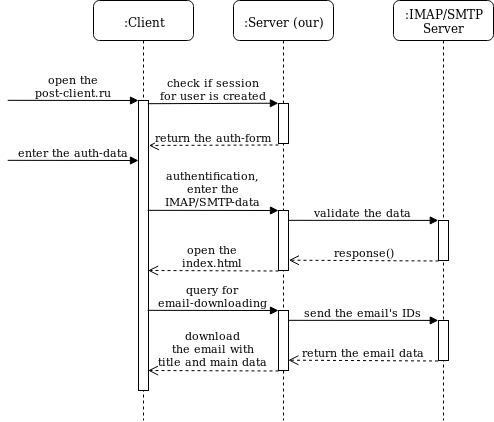 :Client
:Server (our)
:IMAP/SMTP
Server
open the
post-client.ru
check if session
for user is created
return the auth-form
enter the auth-data
authentification,
enter the
IMAP/SMTP-data
validate the data
open the
index.html
response()
query for
email-downloading
send the email's IDs
download
the email with
title and main data
return the email data